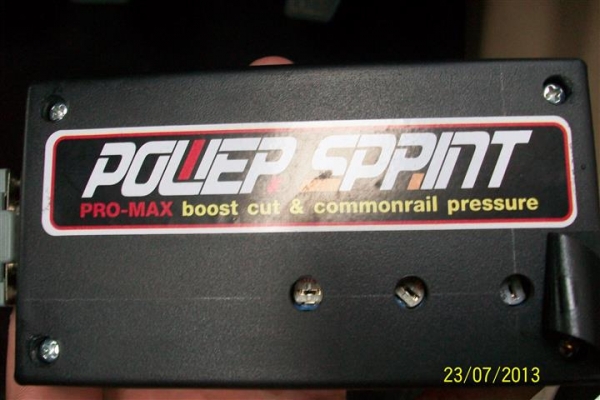 POWER SPRINT
PRO-MAX boost cut & commonrail pressure
23/07/2013